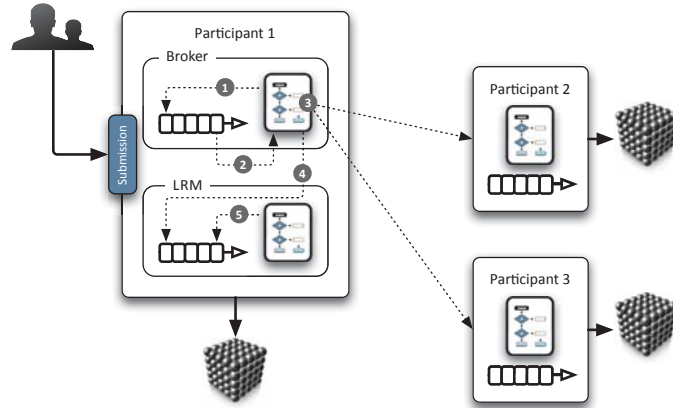 Participant 1
Broker
1
3
2
4
Submission
LRM
5
Participant 2
Participant 3